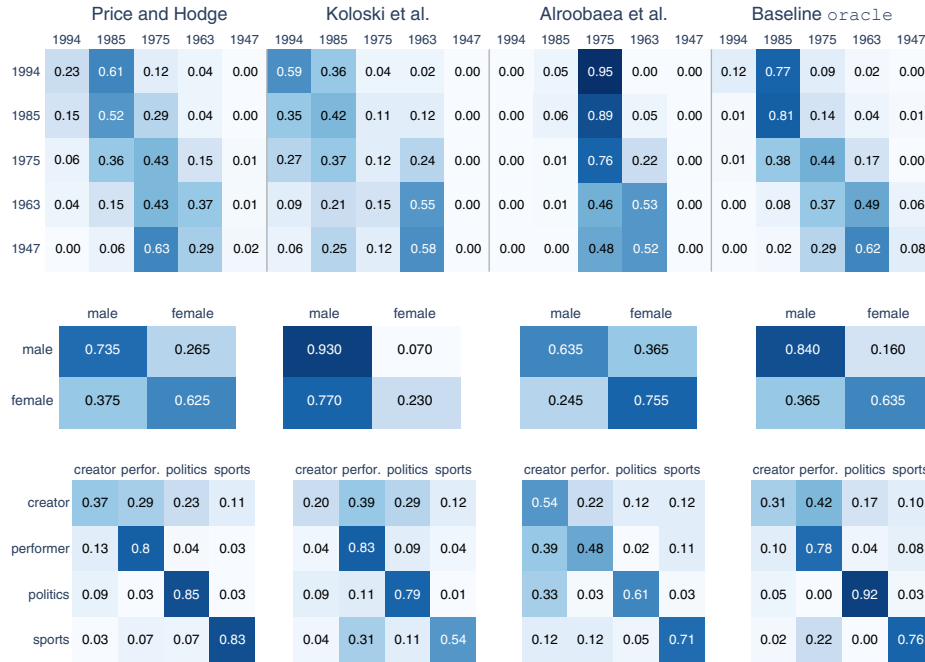 Price and Hodge Koloski et al. Alroobaea et al. Baseline oracle
1994 1985 1975 1963 1947 1994 1985 1975 1963 1947 1994 1985 1975 1963 1947 1994 1985 1975 1963 1947
1994 0.23 0.61 0.12 0.04 0.00 0.59 0.36 0.04 0.02 0.00 0.00 0.05 0.95 0.00 0.00 0.12 0.77 0.09 0.02 0.00
1985 0.15 0.52 0.29 0.04 0.00 0.35 0.42 0.11 0.12 0.00 0.00 0.06 0.89 0.05 0.00 0.01 0.81 0.14 0.04 0.01
1975 0.06 0.36 0.43 0.15 0.01 0.27 0.37 0.12 0.24 0.00 0.00 0.01 0.76 0.22 0.00 0.01 0.38 0.44 0.17 0.00
1963 0.04 0.15 0.43 0.37 0.01 0.09 0.21 0.15 0.55 0.00 0.00 0.01 0.46 0.53 0.00 0.00 0.08 0.37 0.49 0.06
1947 0.00 0.06 0.63 0.29 0.02 0.06 0.25 0.12 0.58 0.00 0.00 0.00 0.48 0.52 0.00 0.00 0.02 0.29 0.62 0.08
male female male female male female male female
male 0.735 0.265 0.930 0.070 0.635 0.365 0.840 0.160
female 0.375 0.625 0.770 0.230 0.245 0.755 0.365 0.635
creator perfor. politics sports creator perfor. politics sports creator perfor. politics sports creator perfor. politics sports
creator 0.37 0.29 0.23 0.11 0.20 0.39 0.29 0.12 0.54 0.22 0.12 0.12 0.31 0.42 0.17 0.10
performer 0.13 0.8 0.04 0.03 0.04 0.83 0.09 0.04 0.39 0.48 0.02 0.11 0.10 0.78 0.04 0.08
politics 0.09 0.03 0.85 0.03 0.09 0.11 0.79 0.01 0.33 0.03 0.61 0.03 0.05 0.00 0.92 0.03
sports 0.03 0.07 0.07 0.83 0.04 0.31 0.11 0.54 0.12 0.12 0.05 0.71 0.02 0.22 0.00 0.76